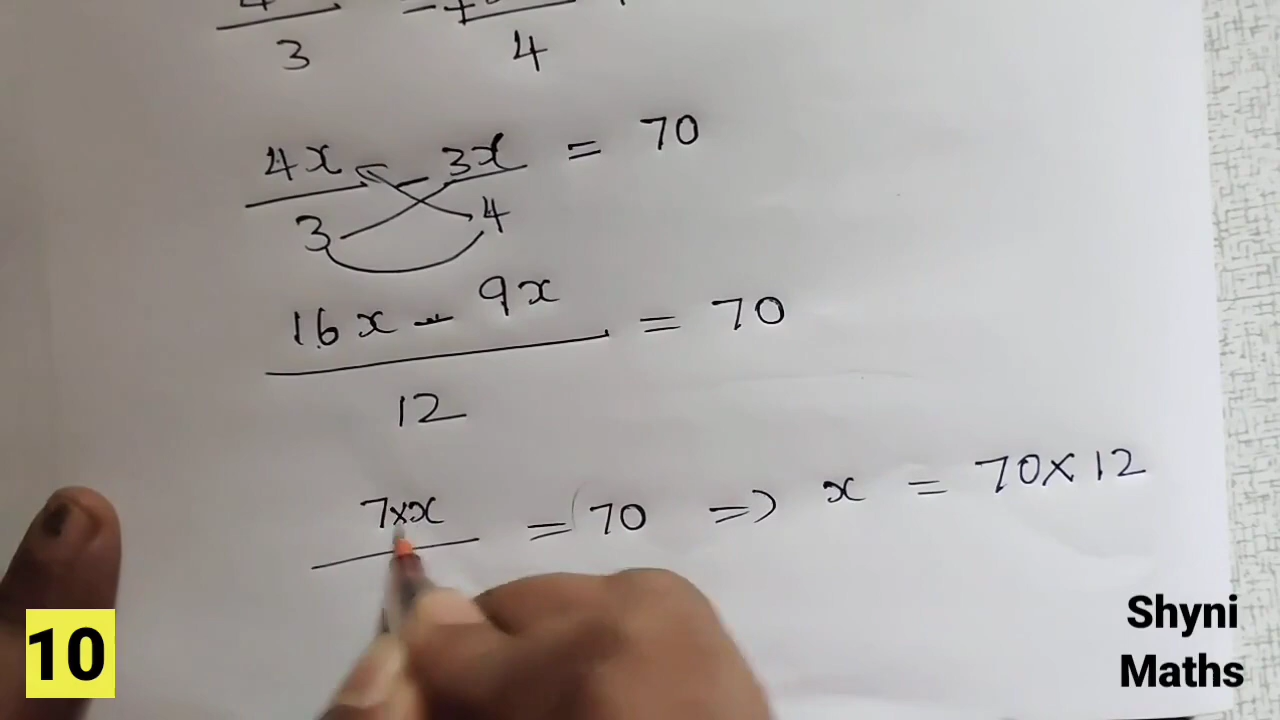 3 4
4x/3 - 3x/4 = 70
16x - 9x = 70
12
7×x = 70 => x = 70×12
10
Shyni
Maths